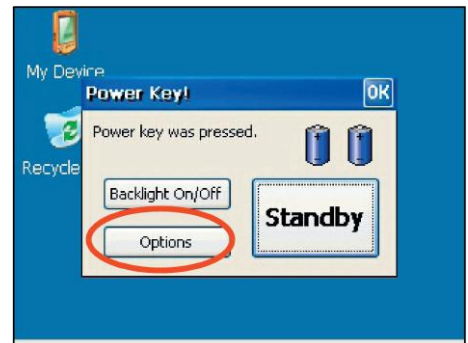 My Device
Power Key!
OK
Power key was pressed.
Recycle
Backlight On/Off
Standby
Options